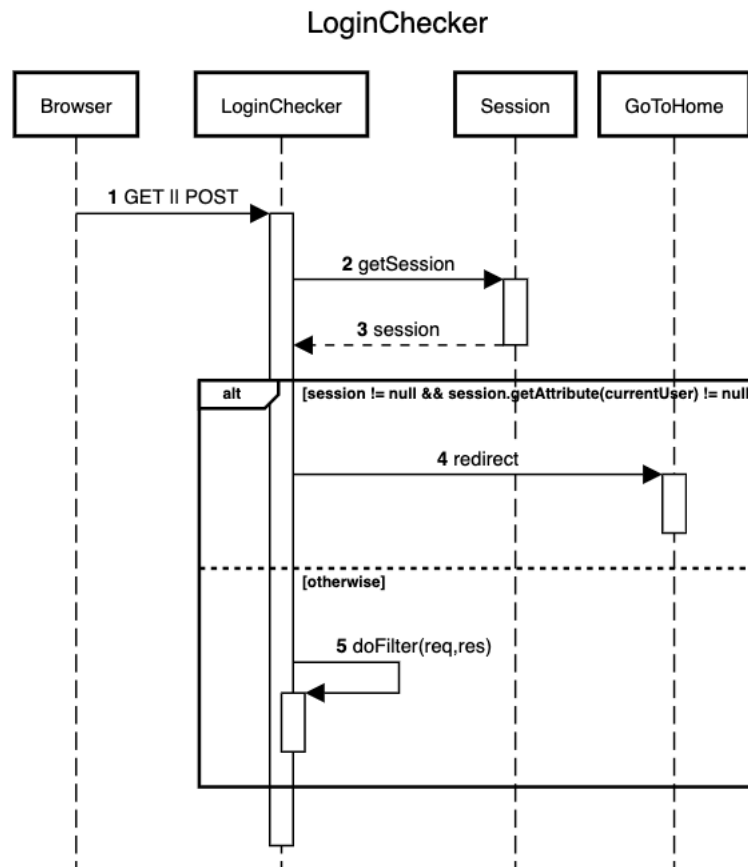 LoginChecker
Browser
LoginChecker
Session
GoToHome
1 GET || POST
2 getSession
3 session
alt
[session != null && session.getAttribute(currentUser) != null
4 redirect
[otherwise]
5 doFilter(req,res)